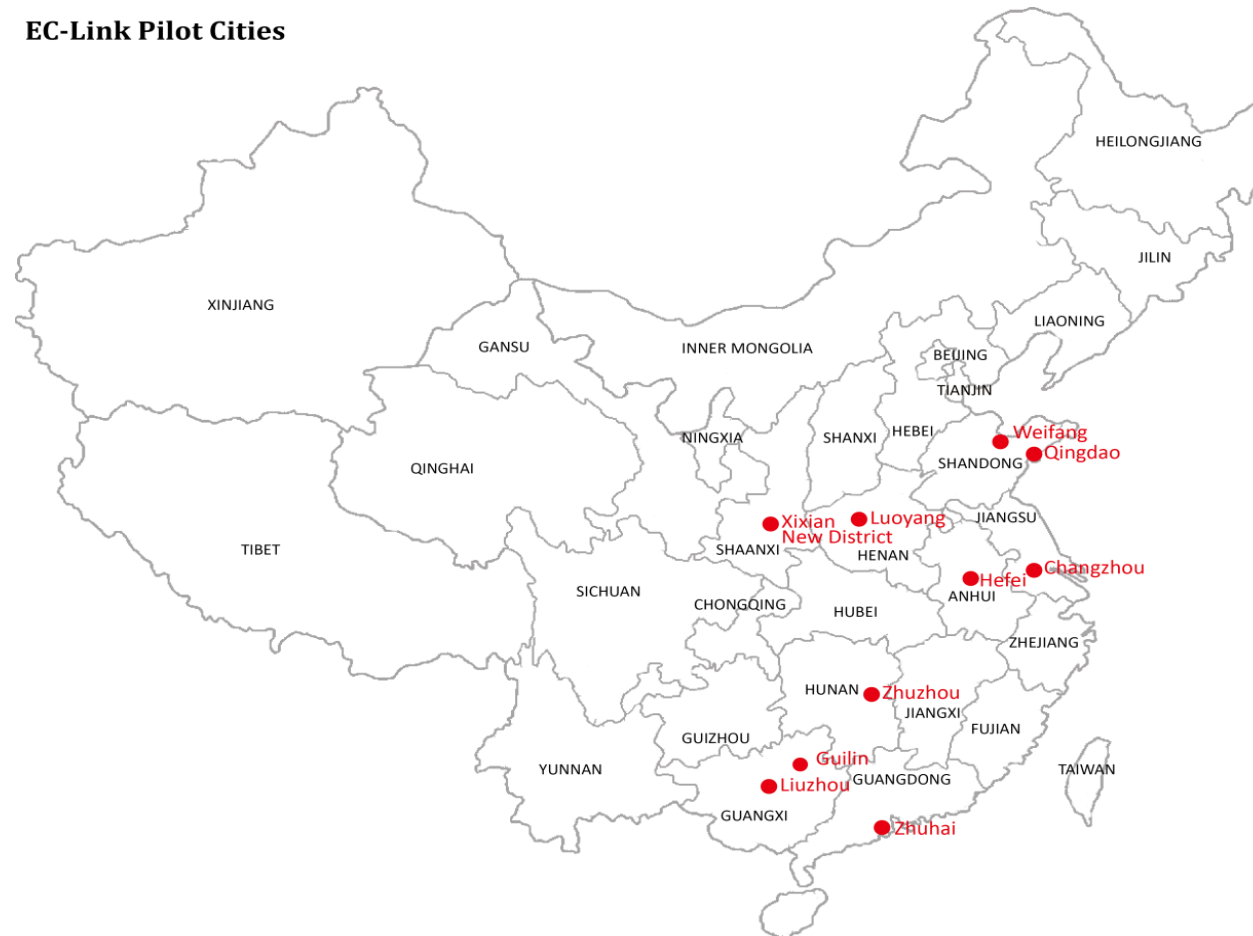 EC-Link Pilot Cities
HEILONGJIANG
JILIN
XINJIANG
LIAONING
GANSU
INNER MONGOLIA
BEIJING
TIANJIN
NINGXIA
SHANXI
HEBEI
Weifang
Qingdao
SHANDONG
QINGHAI
Xixian
New District
Luoyang
JIANGSU
TIBET
SHAANXI
HENAN
Changzhou
Hefei
SICHUAN
CHONGQING
HUBEI
ANHUI
ZHEJIANG
HUNAN
Zhuzhou
JIANGXI
FUJIAN
GUIZHOU
YUNNAN
Guilin
Liuzhou
GUANGDONG
TAIWAN
GUANGXI
Zhuhai